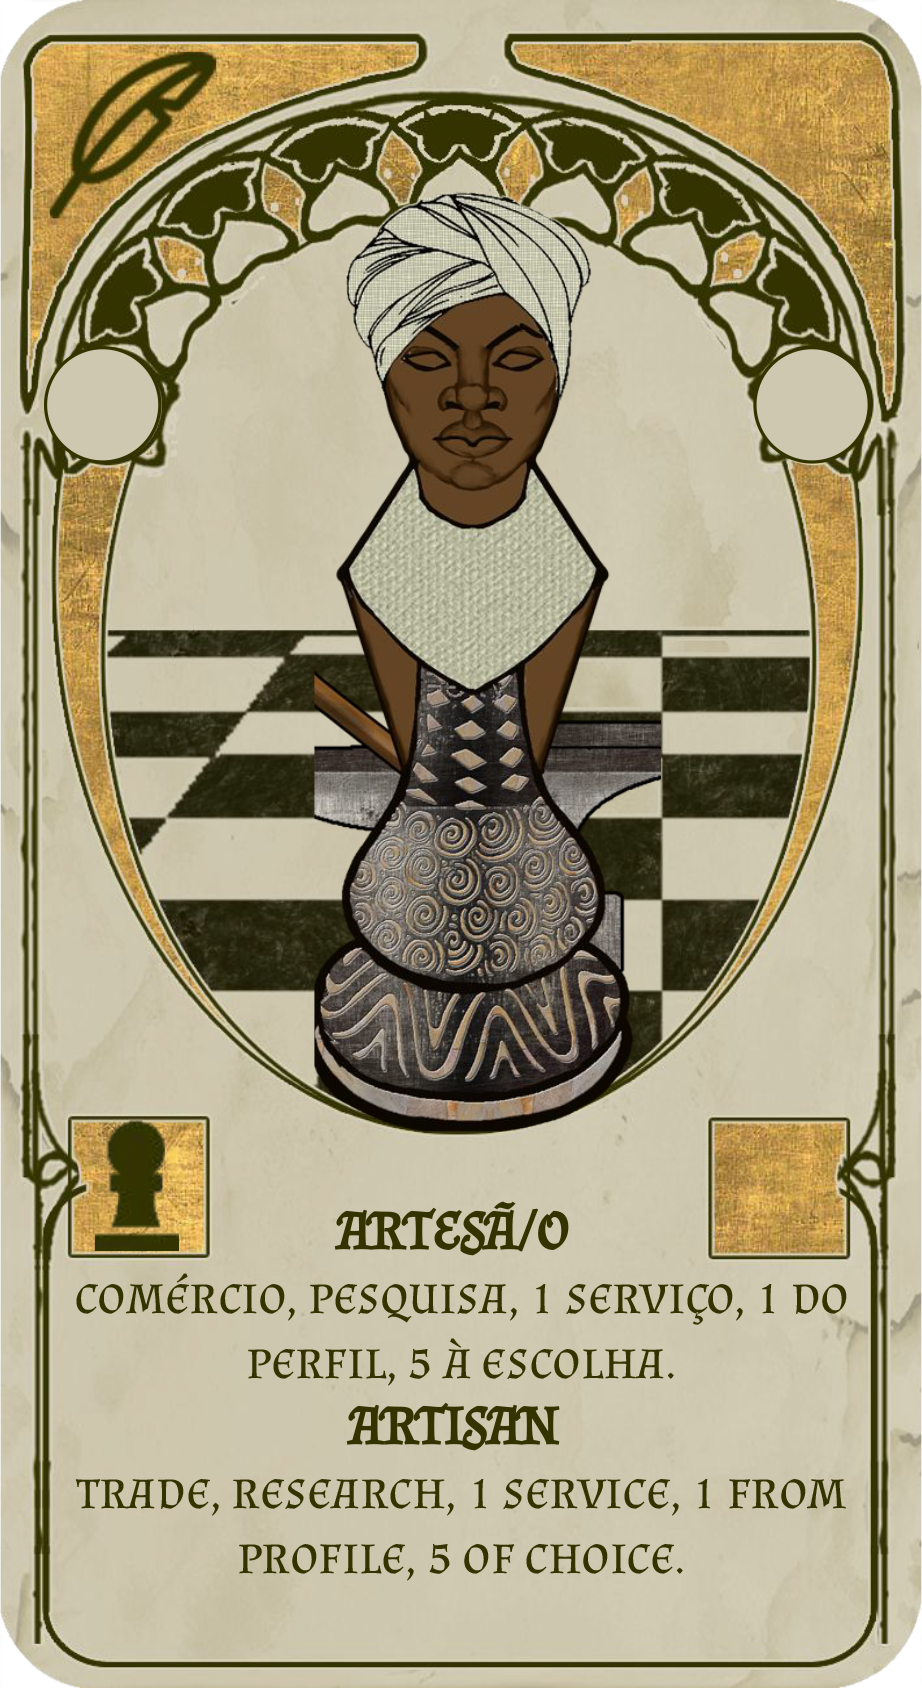 ARTESÃ/O
COMÉRCIO, PESQUISA, 1 SERVIÇO, 1 DO
PERFIL, 5 À ESCOLHA.
ARTISAN
TRADE, RESEARCH, 1 SERVICE, 1 FROM
PROFILE, 5 OF CHOICE.